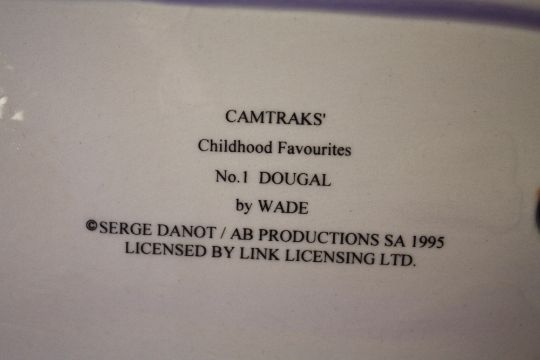 CAMTRAKS'
Childhood Favourites
No.1 DOUGAL
by WADE
©SERGE DANOT / AB PRODUCTIONS SA 1995
LICENSED BY LINK LICENSING LTD.